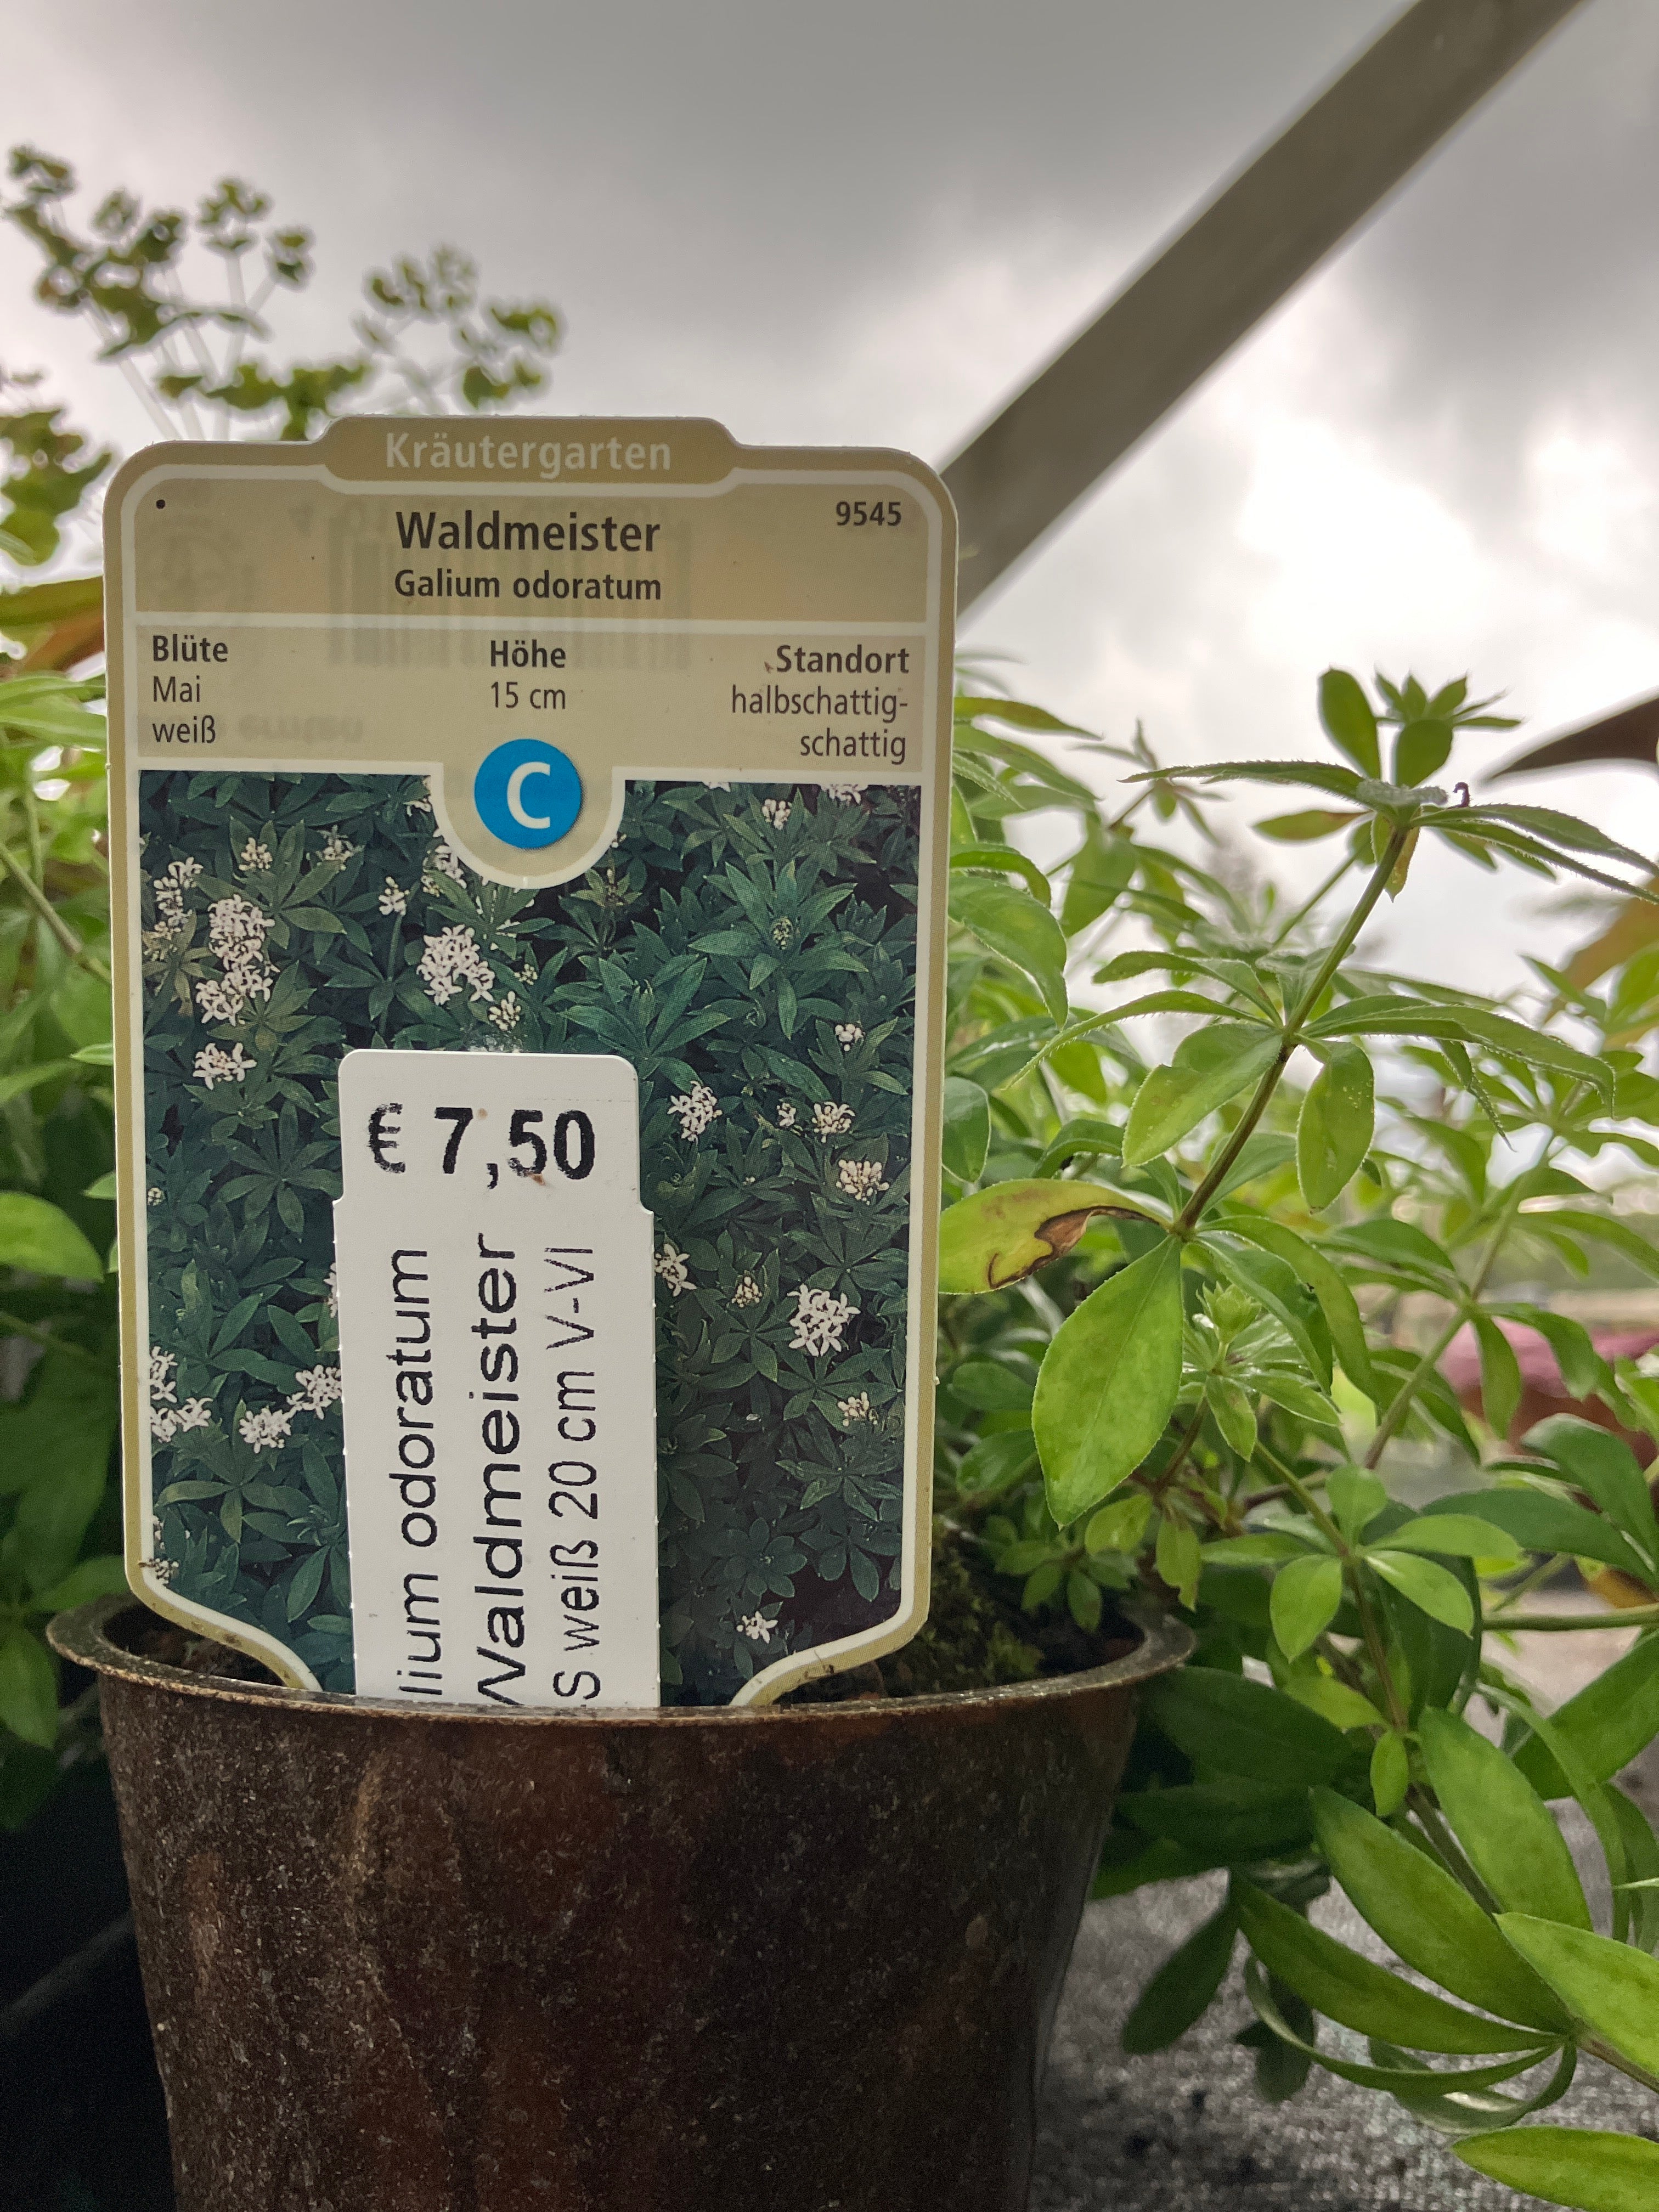 Kräutergarten
Waldmeister
9545
Galium odoratum
Blüte
Mai
weiß
Höhe
15 cm
Standort
halbschattig-
schattig
C
€ 7,50
lium odoratum
Waldmeister
S weiß 20 cm V-VI